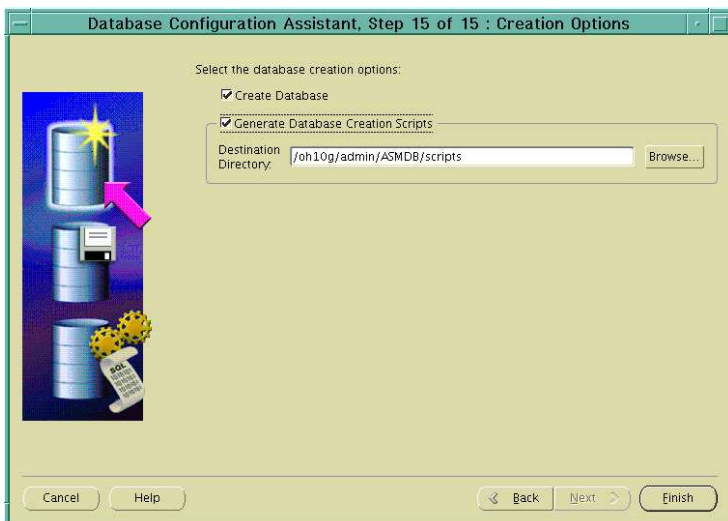 Database Configuration Assistant, Step 15 of 15 : Creation Options
Select the database creation options:
Create Database
Generate Database Creation Scripts
Destination
Directory:
/oh10g/admin/ASMDB/scripts
Browse...
SQL
Cancel
Help
Back
Next
Finish